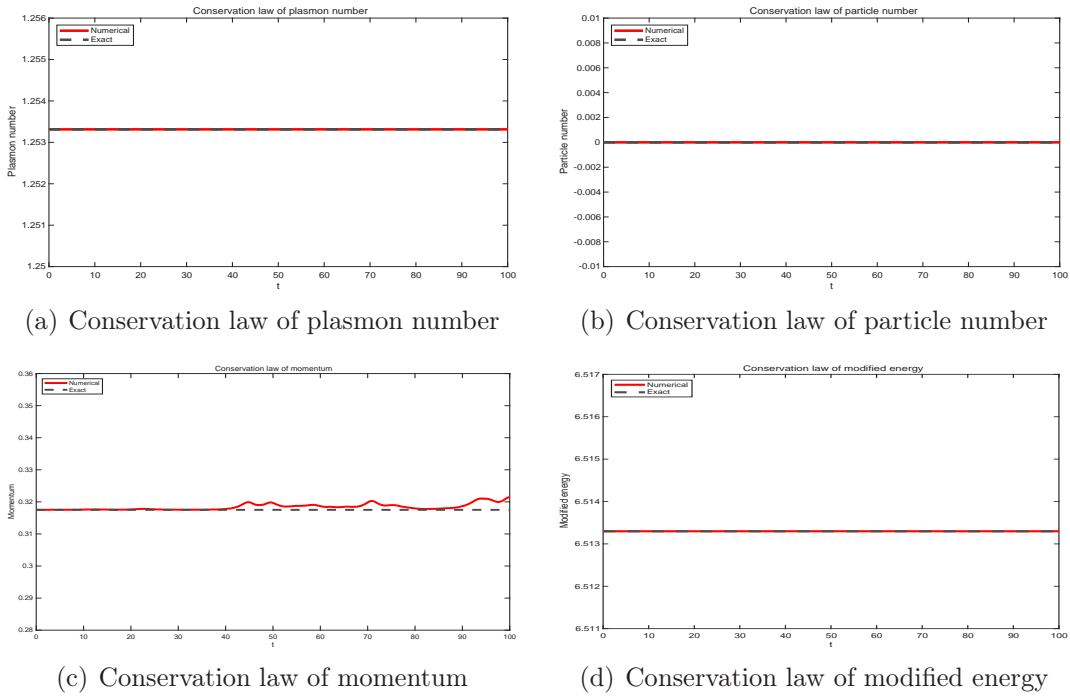 Conservation law of plasmon number
Numerical
Exact
1.256
1.255
1.254
1.253
1.252
1.251
1.25
Plasmon number
0 10 20 30 40 50 60 70 80 90 100
t
(a) Conservation law of plasmon number
Conservation law of particle number
Numerical
Exact
0.01
0.008
0.006
0.004
0.002
0
-0.002
-0.004
-0.006
-0.008
-0.01
Particle number
0 10 20 30 40 50 60 70 80 90 100
t
(b) Conservation law of particle number
Conservation law of momentum
Numerical
Exact
0.36
0.35
0.34
0.33
0.32
0.31
0.3
0.29
0.28
Momentum
0 10 20 30 40 50 60 70 80 90 100
t
(c) Conservation law of momentum
Conservation law of modified energy
Numerical
Exact
6.517
6.516
6.515
6.514
6.513
6.512
6.511
Modified energy
0 10 20 30 40 50 60 70 80 90 100
t
(d) Conservation law of modified energy